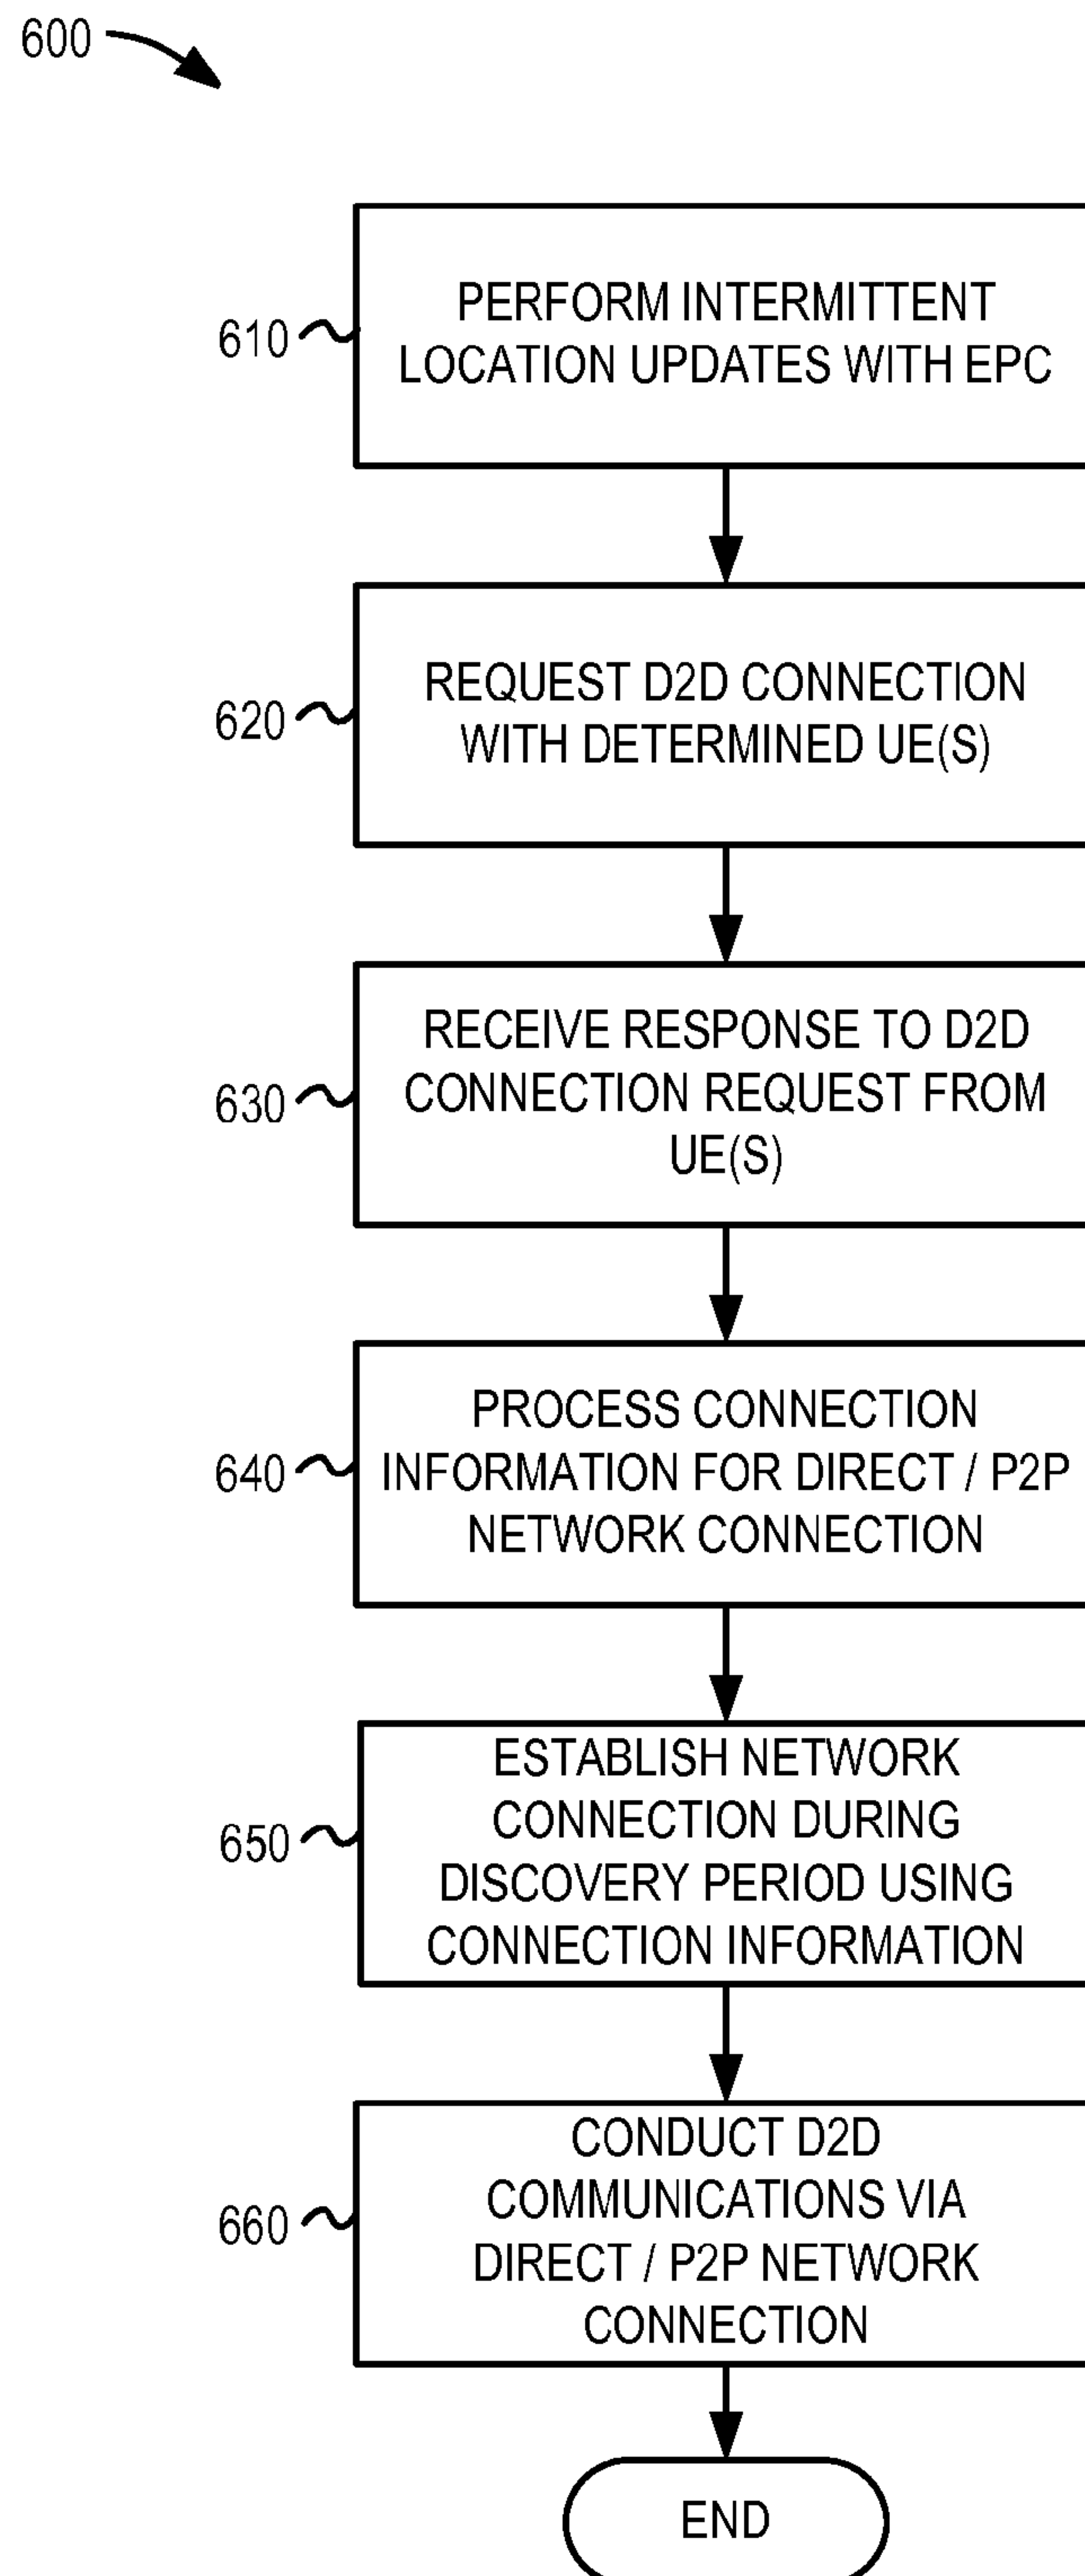 600
610
PERFORM INTERMITTENT
LOCATION UPDATES WITH EPC
620
REQUEST D2D CONNECTION
WITH DETERMINED UE(S)
630
RECEIVE RESPONSE TO D2D
CONNECTION REQUEST FROM
UE(S)
640
PROCESS CONNECTION
INFORMATION FOR DIRECT / P2P
NETWORK CONNECTION
650
ESTABLISH NETWORK
CONNECTION DURING
DISCOVERY PERIOD USING
CONNECTION INFORMATION
660
CONDUCT D2D
COMMUNICATIONS VIA
DIRECT / P2P NETWORK
CONNECTION
END